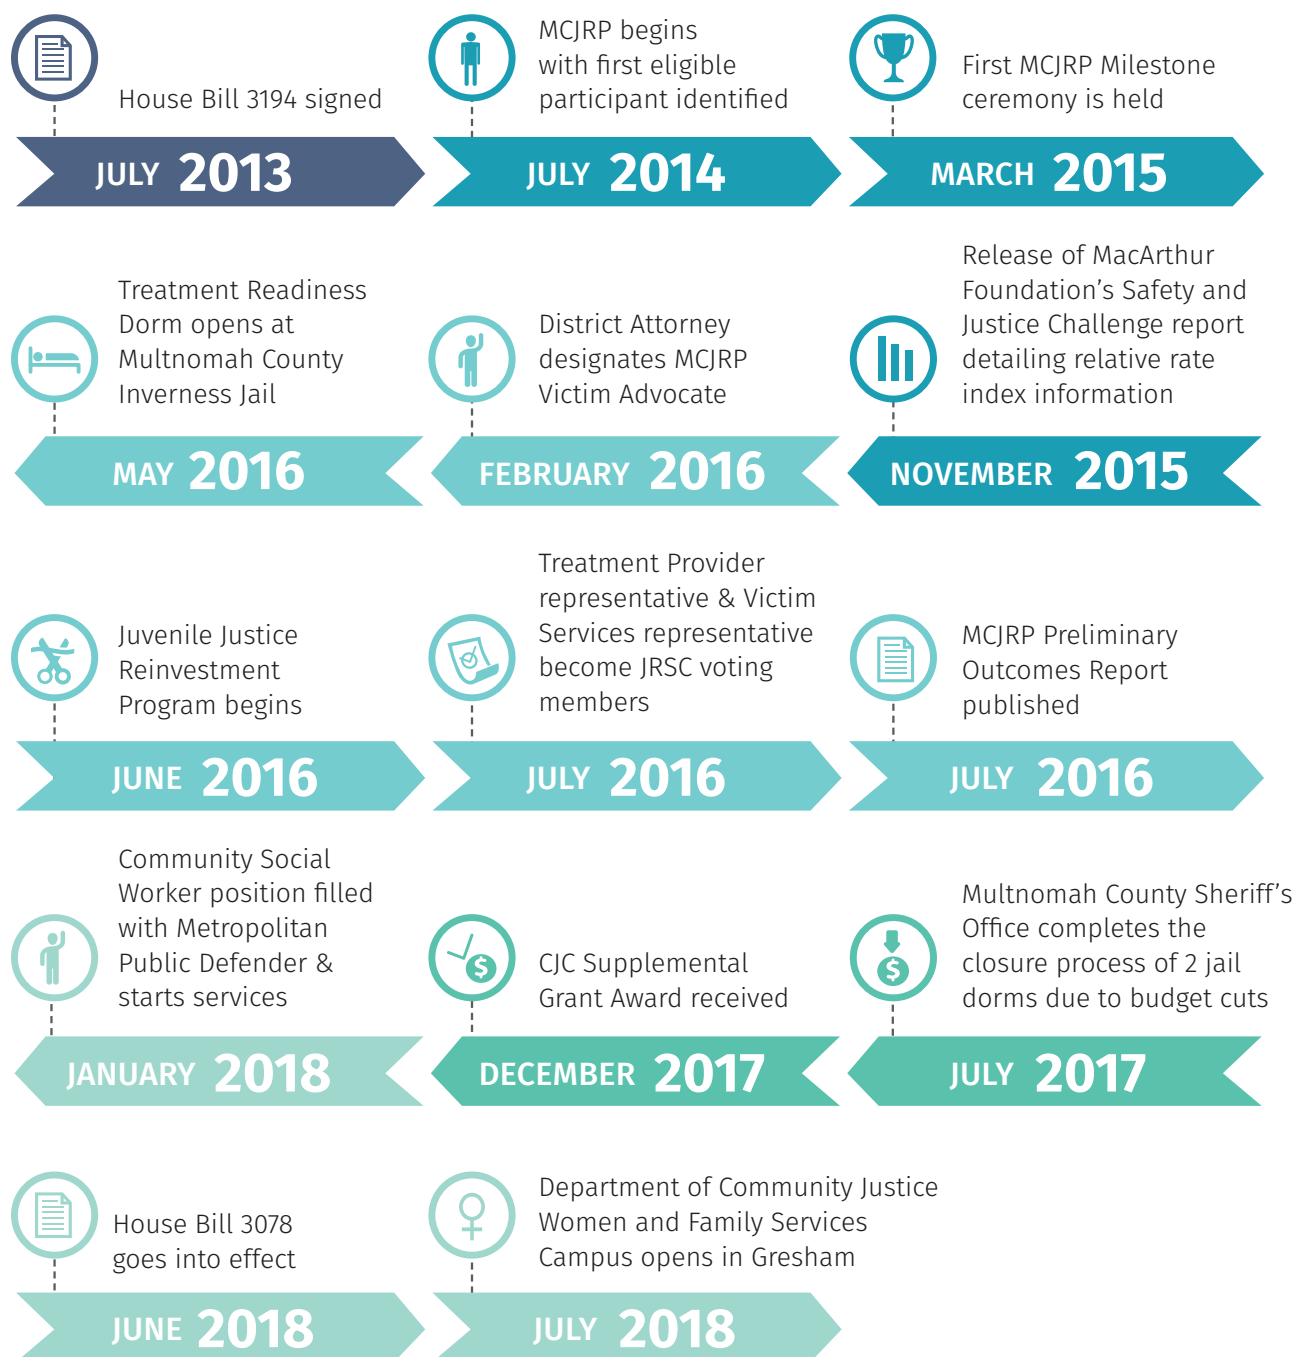 House Bill 3194 signed
JULY 2013
MCJRP begins
with first eligible
participant identified
JULY 2014
First MCJRP Milestone
ceremony is held
MARCH 2015
Release of MacArthur
Foundation’s Safety and
Justice Challenge report
detailing relative rate
index information
NOVEMBER 2015
District Attorney
designates MCJRP
Victim Advocate
FEBRUARY 2016
Treatment Readiness
Dorm opens at
Multnomah County
Inverness Jail
MAY 2016
Juvenile Justice
Reinvestment
Program begins
JUNE 2016
Treatment Provider
representative & Victim
Services representative
become JRSC voting
members
JULY 2016
MCJRP Preliminary
Outcomes Report
published
JULY 2016
Multnomah County Sheriff’s
Office completes the
closure process of 2 jail
dorms due to budget cuts
JULY 2017
CJC Supplemental
Grant Award received
DECEMBER 2017
Community Social
Worker position filled
with Metropolitan
Public Defender &
starts services
JANUARY 2018
House Bill 3078
goes into effect
JUNE 2018
Department of Community Justice
Women and Family Services
Campus opens in Gresham
JULY 2018